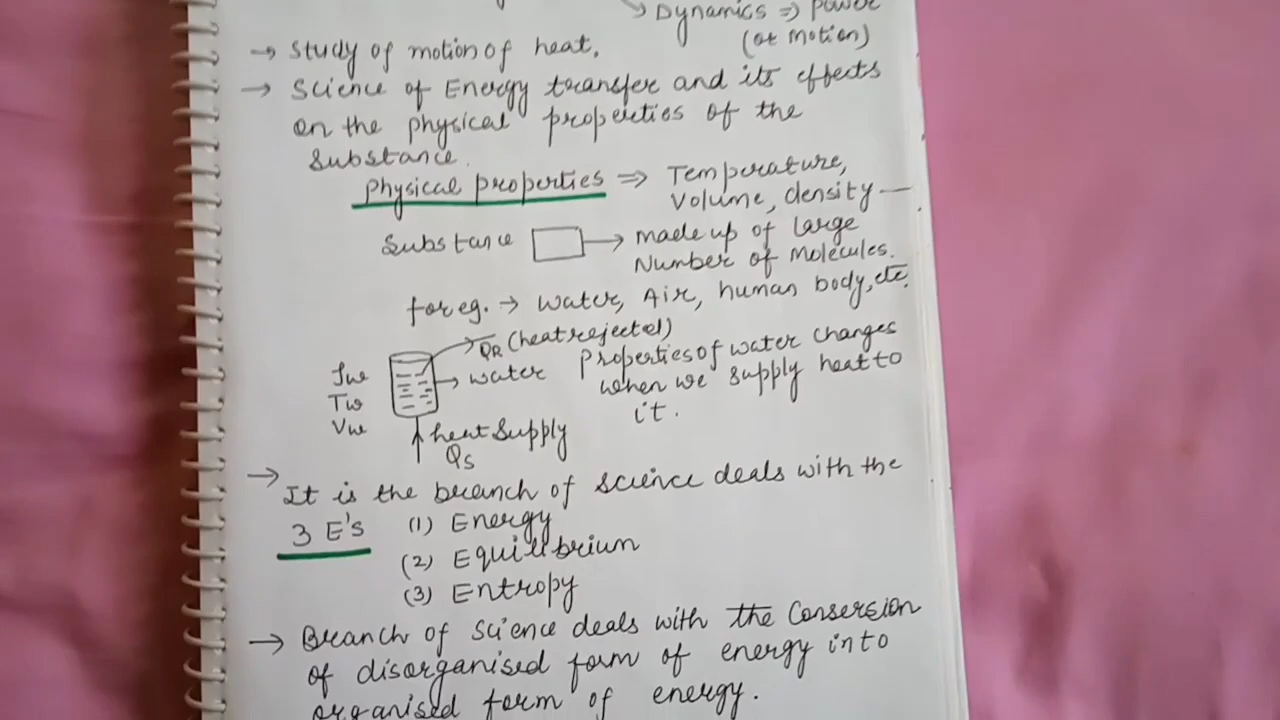 ↘ Dynamics ⇒ Power
(or Motion)
→ Study of motion of heat.
→ Science of Energy transfer and its effects
on the physical properties of the
substance.
Physical properties ⇒ Temperature,
Volume, density —
Substance → made up of large
Number of Molecules.
for eg. → Water, Air, human body, etc.
QR (heat rejected)
water
Properties of water changes
when we supply heat to
it.
Tw
Vw
heat Supply
Qs
→ It is the branch of science deals with the
3 E's (1) Energy
(2) Equilibrium
(3) Entropy
→ Branch of science deals with the Conversion
of disorganised form of energy into
organised form of energy.